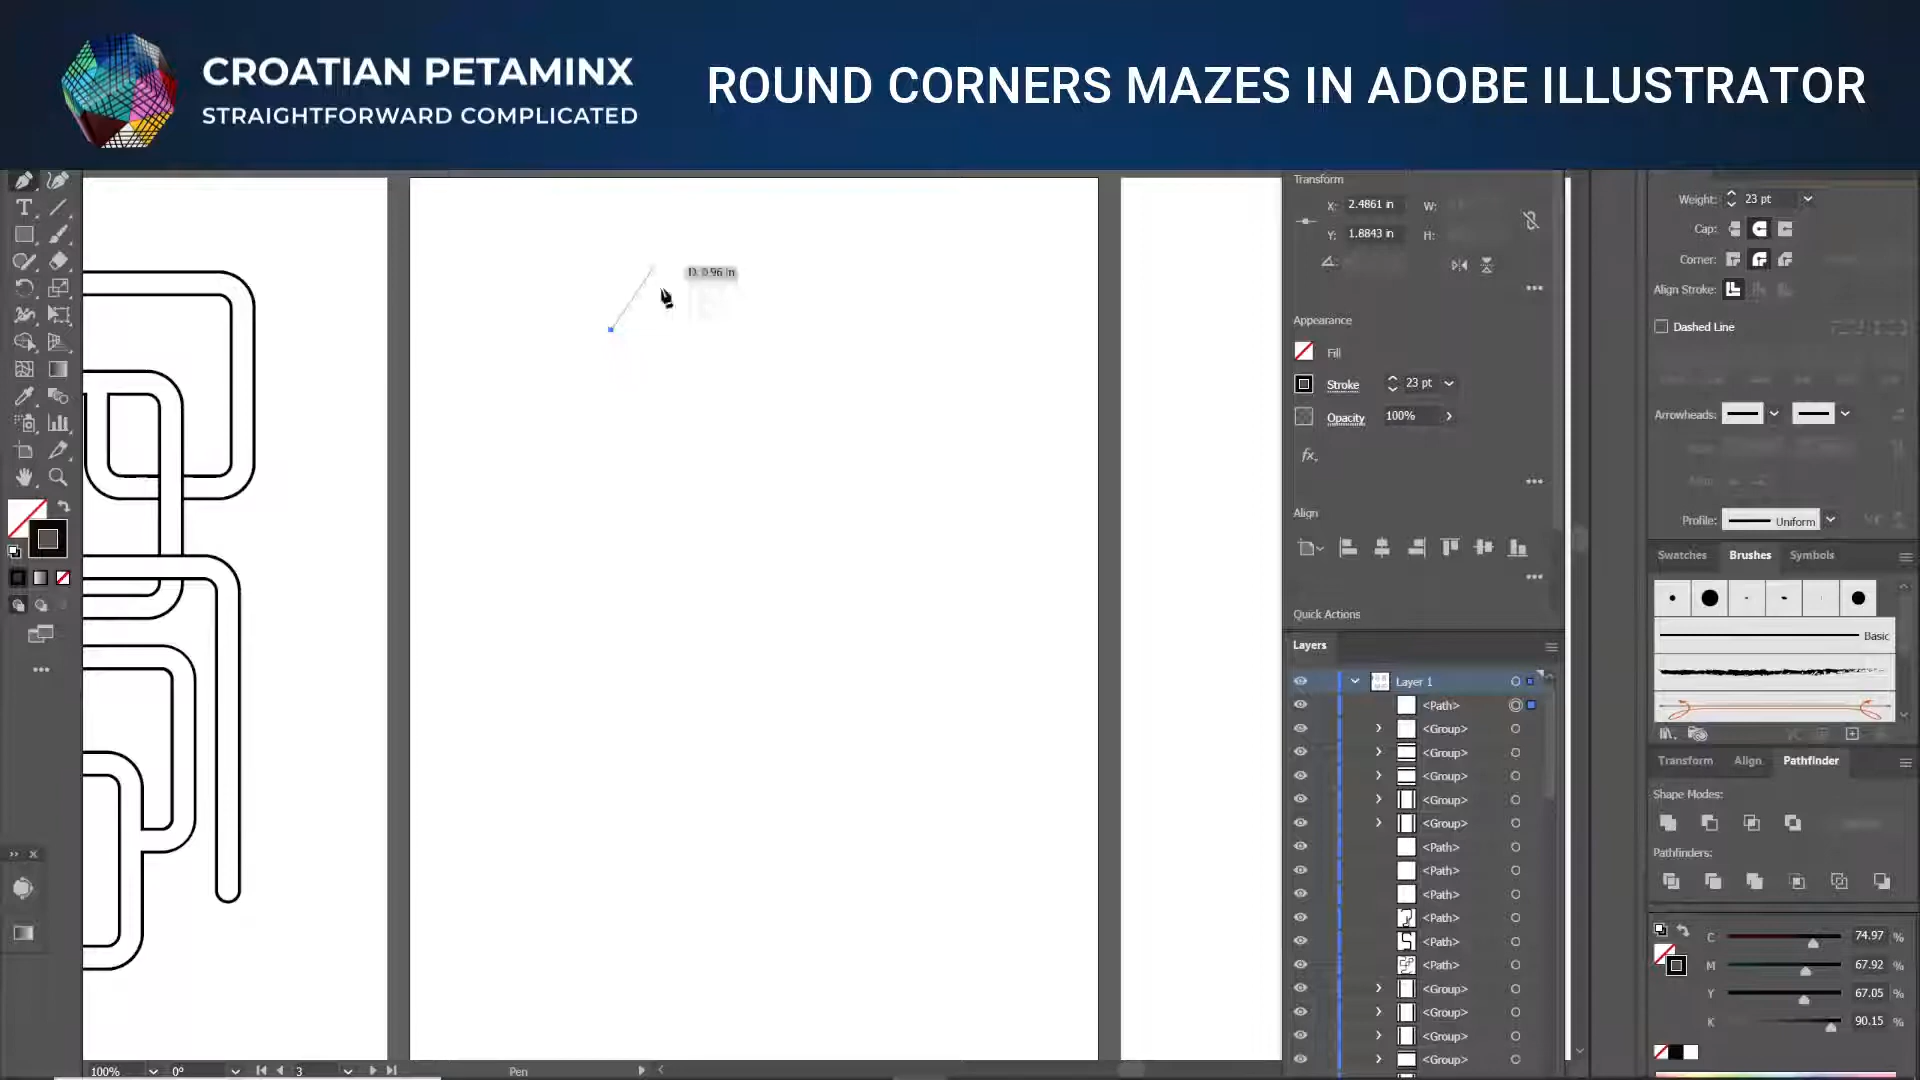 CROATIAN PETAMINX
STRAIGHTFORWARD COMPLICATED
ROUND CORNERS MAZES IN ADOBE ILLUSTRATOR
D: 0.96 in
100%
0°
3
Pen
Transform
X: 2.4861 in W:
Y: 1.8843 in H:
Appearance
Fill
Stroke 23 pt
Opacity 100%
fx
Align
Quick Actions
Layers
Layer 1
<Path>
<Group>
<Group>
<Group>
<Group>
<Group>
<Path>
<Path>
<Path>
<Path>
<Path>
<Path>
<Group>
<Group>
<Group>
<Group>
Weight: 23 pt
Cap:
Corner:
Align Stroke:
Dashed Line
Arrowheads:
Profile: Uniform
Swatches Brushes Symbols
Basic
Transform Align Pathfinder
Shape Modes:
Pathfinders:
C 74.97 %
M 67.92 %
Y 67.05 %
K 90.15 %